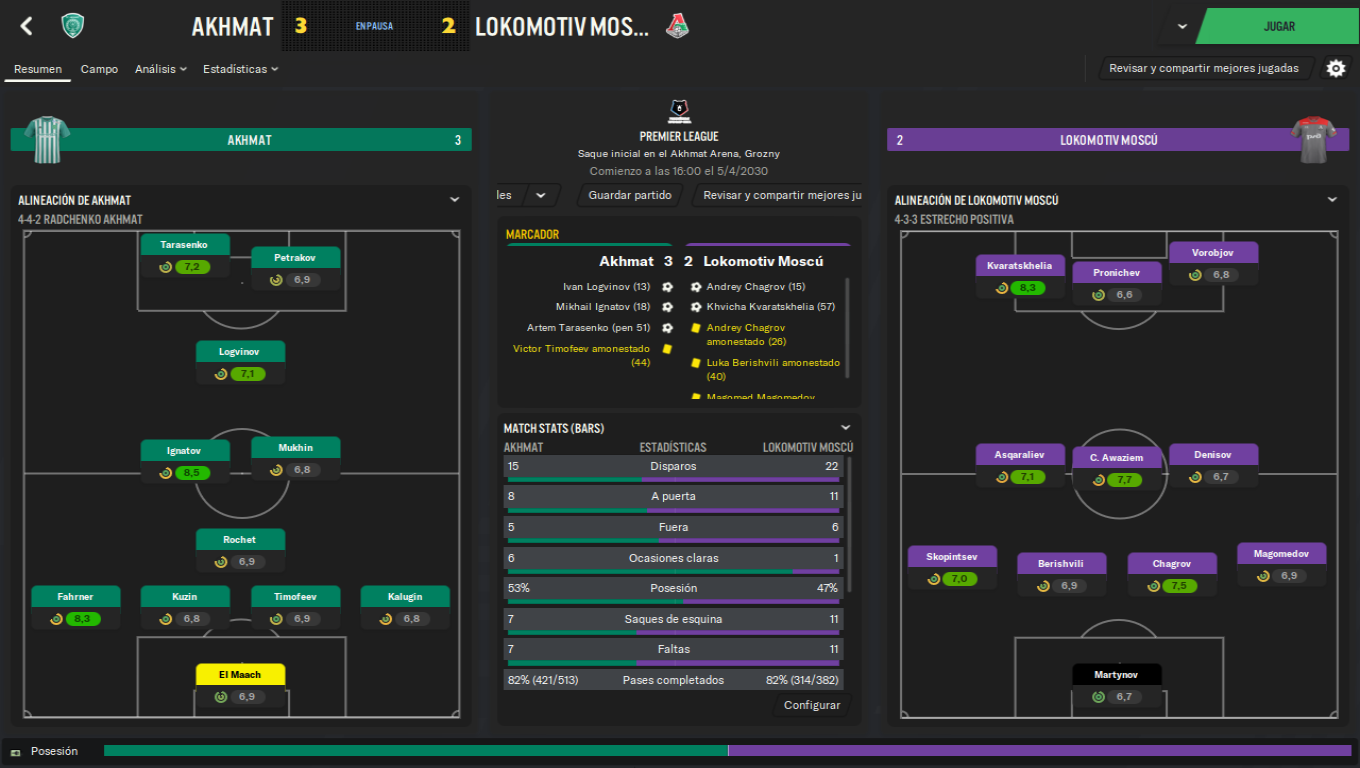 AKHMAT 3 EN PAUSA 2 LOKOMOTIV MOS...
JUGAR
Resumen Campo Análisis Estadísticas
Revisar y compartir mejores jugadas
AKHMAT 3
ALINEACIÓN DE AKHMAT
4-4-2 RADCHENKO AKHMAT
Tarasenko
7,2
Petrakov
6,9
Logvinov
7,1
Ignatov
8,5
Mukhin
6,8
Rochet
6,9
Fahrner
8,3
Kuzin
6,8
Timofeev
6,9
Kalugin
6,8
El Maach
6,9
PREMIER LEAGUE
Saque inicial en el Akhmat Arena, Grozny
Comienzo a las 16:00 el 5/4/2030
les Guardar partido Revisar y compartir mejores ju
MARCADOR
Akhmat 3 2 Lokomotiv Moscú
Ivan Logvinov (13)
Mikhail Ignatov (18)
Artem Tarasenko (pen 51)
Victor Timofeev amonestado
(44)
Andrey Chagrov (15)
Khvicha Kvaratskhelia (57)
Andrey Chagrov
amonestado (26)
Luka Berishvili amonestado
(40)
Magomed Magomedov
MATCH STATS (BARS)
AKHMAT ESTADÍSTICAS LOKOMOTIV MOSCÚ
15 Disparos 22
8 A puerta 11
5 Fuera 6
6 Ocasiones claras 1
53% Posesión 47%
7 Saques de esquina 11
7 Faltas 11
82% (421/513) Pases completados 82% (314/382)
Configurar
2 LOKOMOTIV MOSCÚ
ALINEACIÓN DE LOKOMOTIV MOSCÚ
4-3-3 ESTRECHO POSITIVA
Kvaratskhelia
8,3
Pronichev
6,6
Vorobjov
6,8
Asqaraliev
7,1
C. Awaziem
7,7
Denisov
6,7
Skopintsev
7,0
Berishvili
6,9
Chagrov
7,5
Magomedov
6,9
Martynov
6,7
Posesión